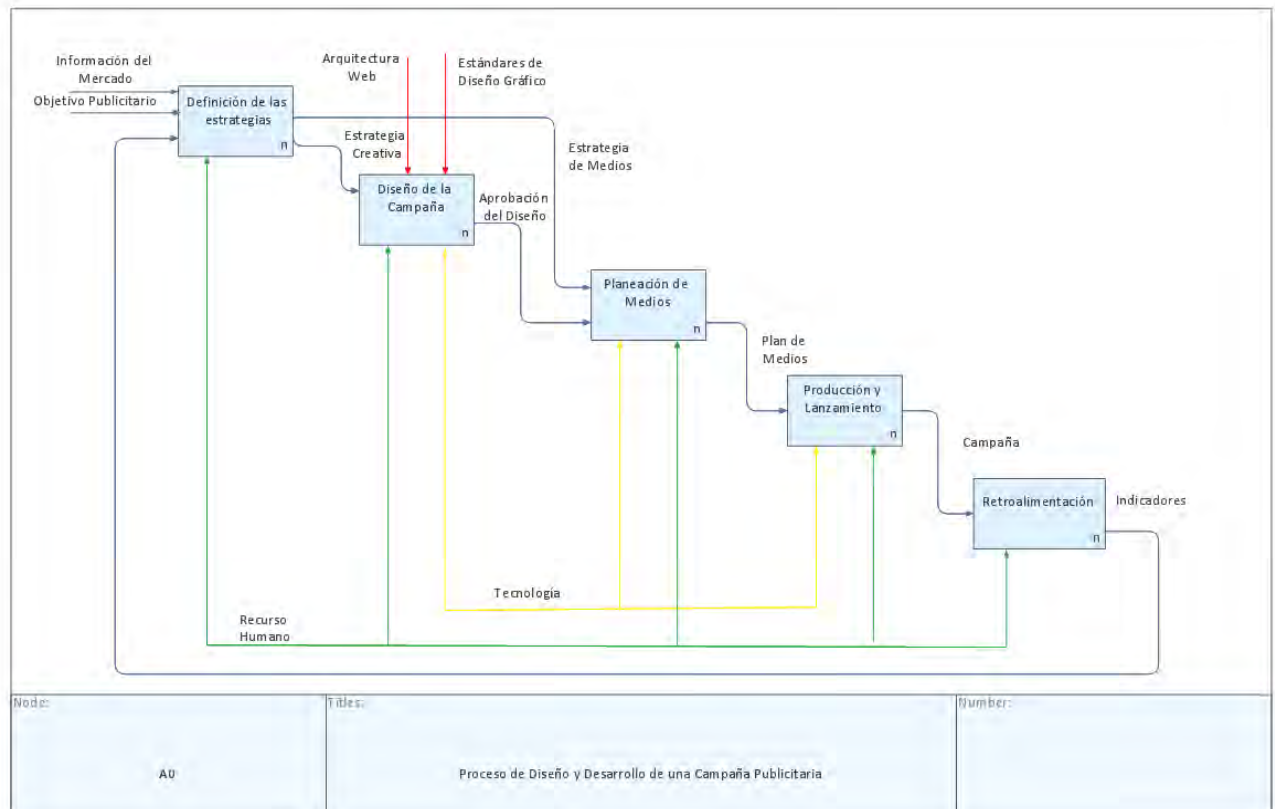 Información del
Mercado
Objetivo Publicitario
Definición de las
estrategias
n
Arquitectura
Web
Estándares de
Diseño Gráfico
Estrategia
Creativa
Estrategia
de Medios
Diseño de la
Campaña
n
Aprobación
del Diseño
Planeación de
Medios
n
Plan de
Medios
Producción y
Lanzamiento
n
Campaña
Retroalimentación
n
Indicadores
Tecnología
Recurso
Humano
Node:
A0
Titles:
Proceso de Diseño y Desarrollo de una Campaña Publicitaria
Number: